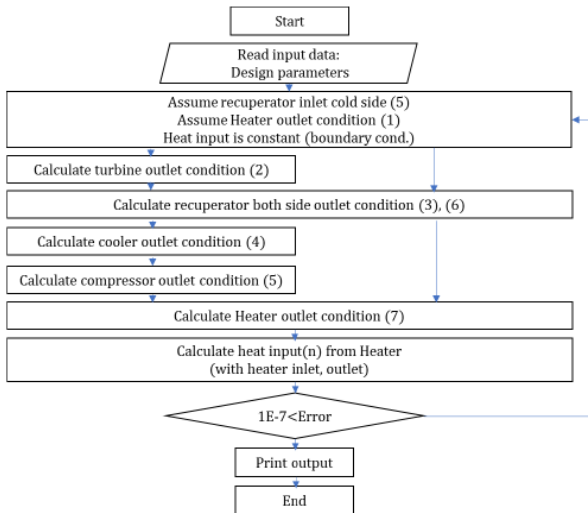 Start
Read input data:
Design parameters
Assume recuperator inlet cold side (5)
Assume Heater outlet condition (1)
Heat input is constant (boundary cond.)
Calculate turbine outlet condition (2)
Calculate recuperator both side outlet condition (3), (6)
Calculate cooler outlet condition (4)
Calculate compressor outlet condition (5)
Calculate Heater outlet condition (7)
Calculate heat input(n) from Heater
(with heater inlet, outlet)
1E-7<Error
Print output
End